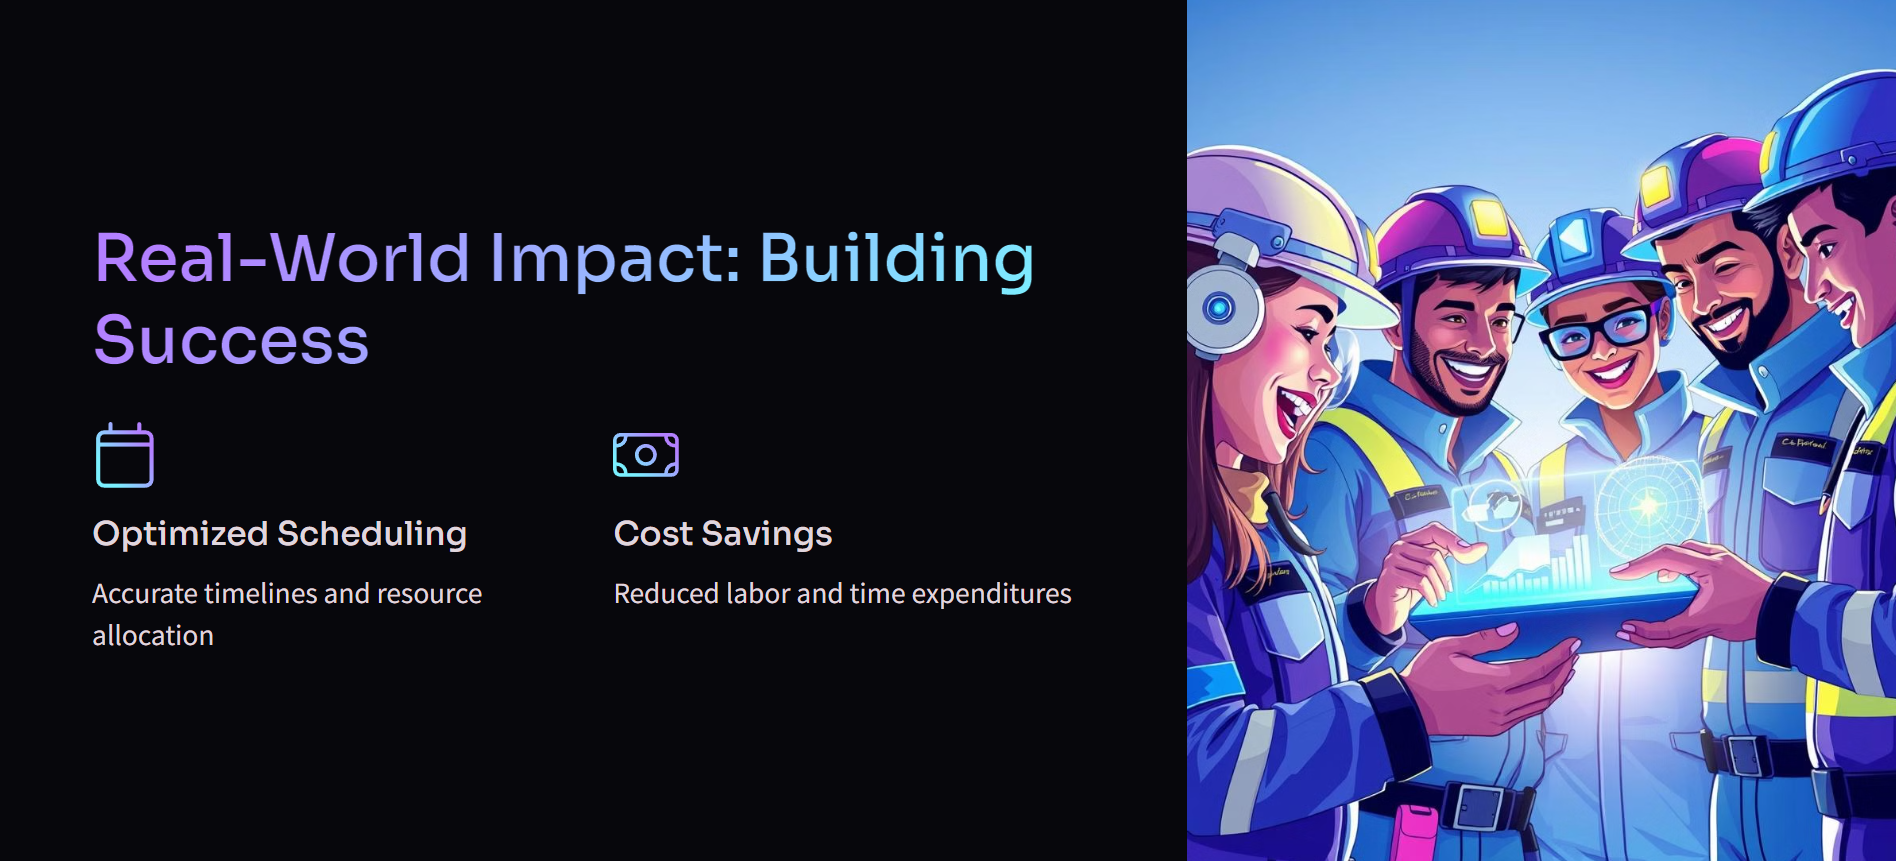 Real-World Impact: Building
Success
Optimized Scheduling
Accurate timelines and resource
allocation
Cost Savings
Reduced labor and time expenditures